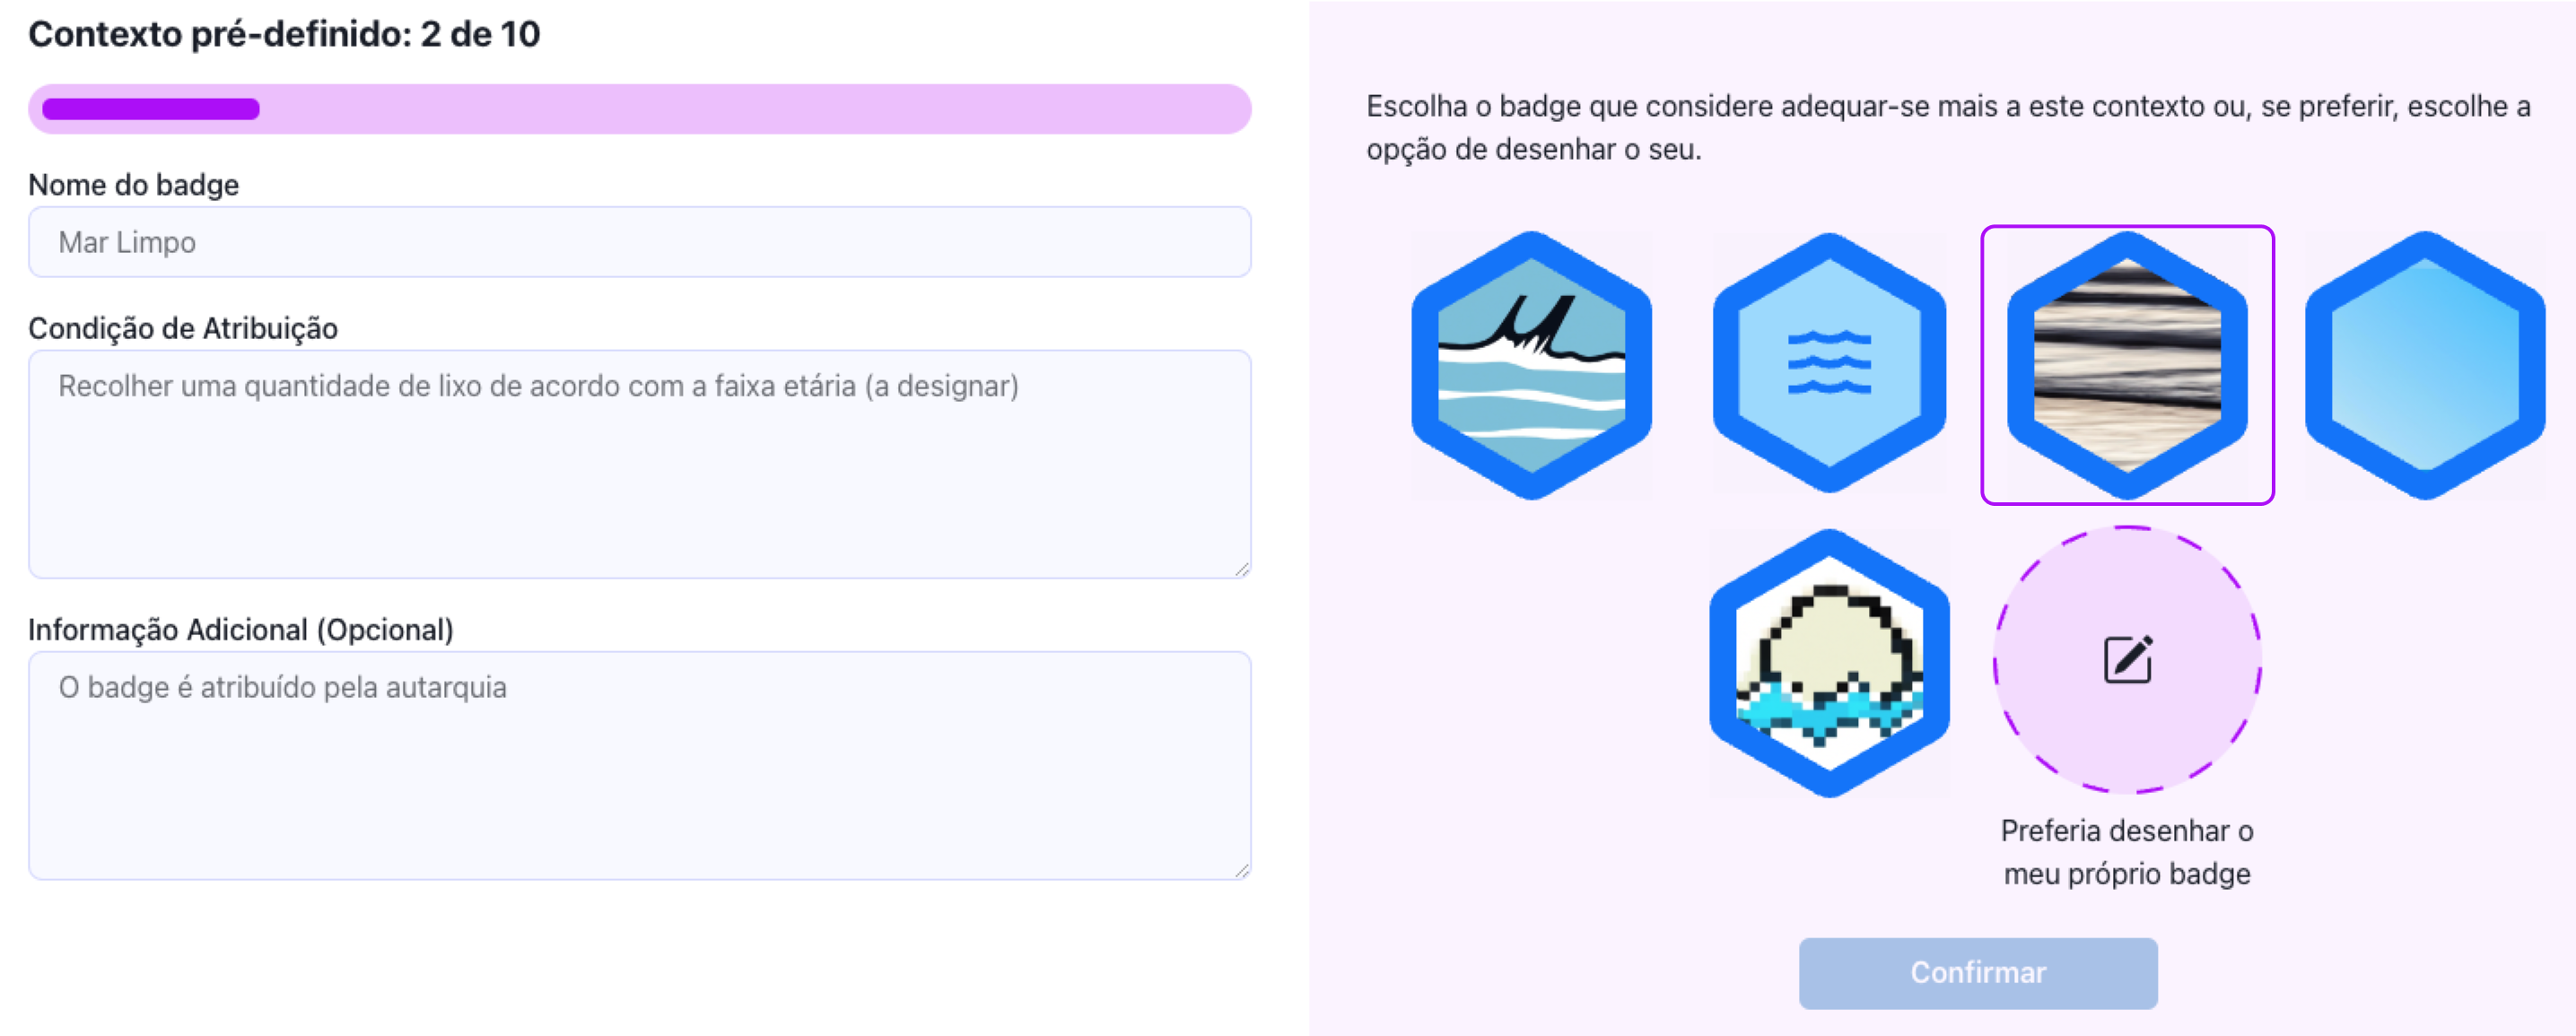 Contexto pré-definido: 2 de 10
Nome do badge
Mar Limpo
Condição de Atribuição
Recolher uma quantidade de lixo de acordo com a faixa etária (a designar)
Informação Adicional (Opcional)
O badge é atribuído pela autarquia
Escolha o badge que considere adequar-se mais a este contexto ou, se preferir, escolhe a
opção de desenhar o seu.
Preferia desenhar o
meu próprio badge
Confirmar